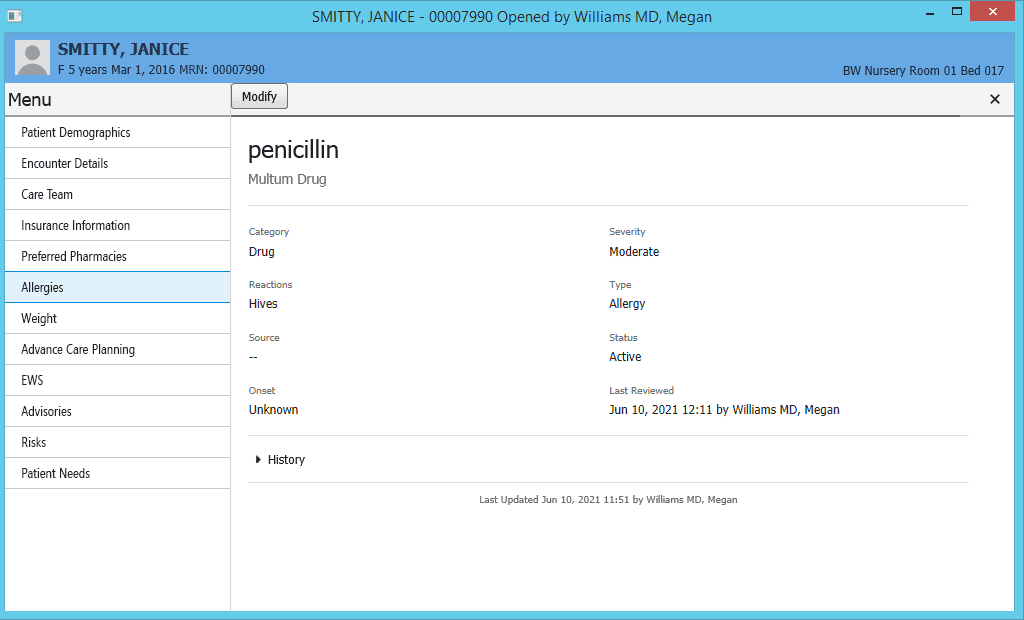 SMITTY, JANICE - 00007990 Opened by Williams MD, Megan
SMITTY, JANICE
F 5 years Mar 1, 2016 MRN: 00007990
BW Nursery Room 01 Bed 017
Menu
Modify
Patient Demographics
Encounter Details
Care Team
Insurance Information
Preferred Pharmacies
Allergies
Weight
Advance Care Planning
EWS
Advisories
Risks
Patient Needs
penicillin
Multum Drug
Category
Drug
Severity
Moderate
Reactions
Hives
Type
Allergy
Source
--
Status
Active
Onset
Unknown
Last Reviewed
Jun 10, 2021 12:11 by Williams MD, Megan
History
Last Updated Jun 10, 2021 11:51 by Williams MD, Megan